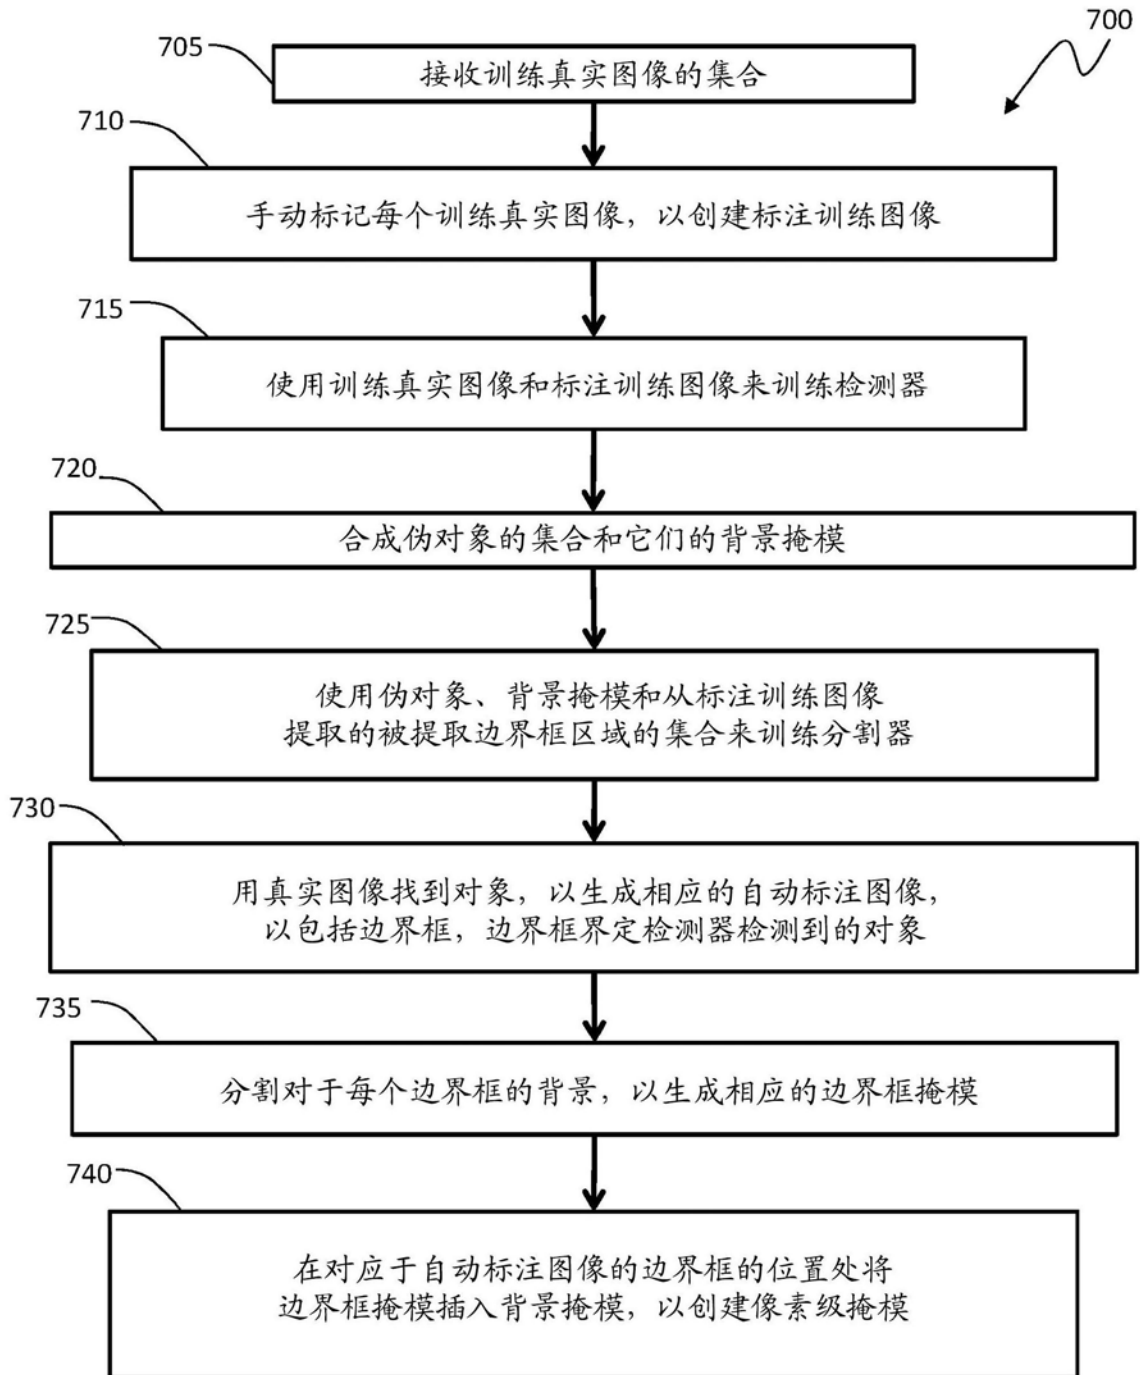 700
705
接收训练真实图像的集合
710
手动标记每个训练真实图像，以创建标注训练图像
715
使用训练真实图像和标注训练图像来训练检测器
720
合成伪对象的集合和它们的背景掩模
725
使用伪对象、背景掩模和从标注训练图像
提取的被提取边界框区域的集合来训练分割器
730
用真实图像找到对象，以生成相应的自动标注图像，
以包括边界框，边界框界定检测器检测到的对象
735
分割对于每个边界框的背景，以生成相应的边界框掩模
740
在对应于自动标注图像的边界框的位置处将
边界框掩模插入背景掩模，以创建像素级掩模